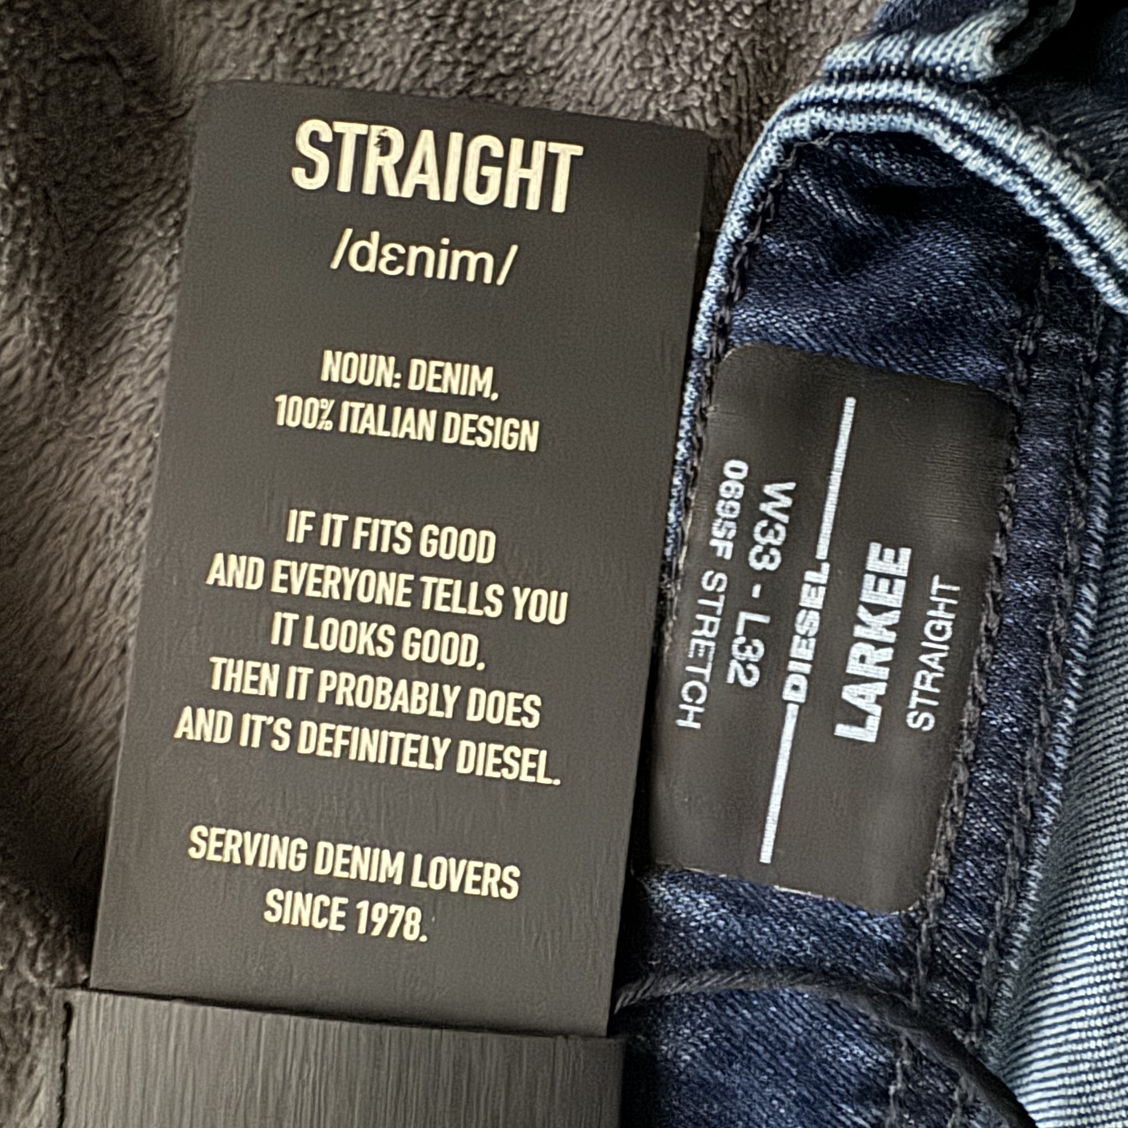 STRAIGHT
/dɛnim/
NOUN: DENIM,
100% ITALIAN DESIGN
IF IT FITS GOOD
AND EVERYONE TELLS YOU
IT LOOKS GOOD.
THEN IT PROBABLY DOES
AND IT'S DEFINITELY DIESEL.
SERVING DENIM LOVERS
SINCE 1978.
LARKEE
STRAIGHT
DIESEL
W33 - L32
069SF STRETCH